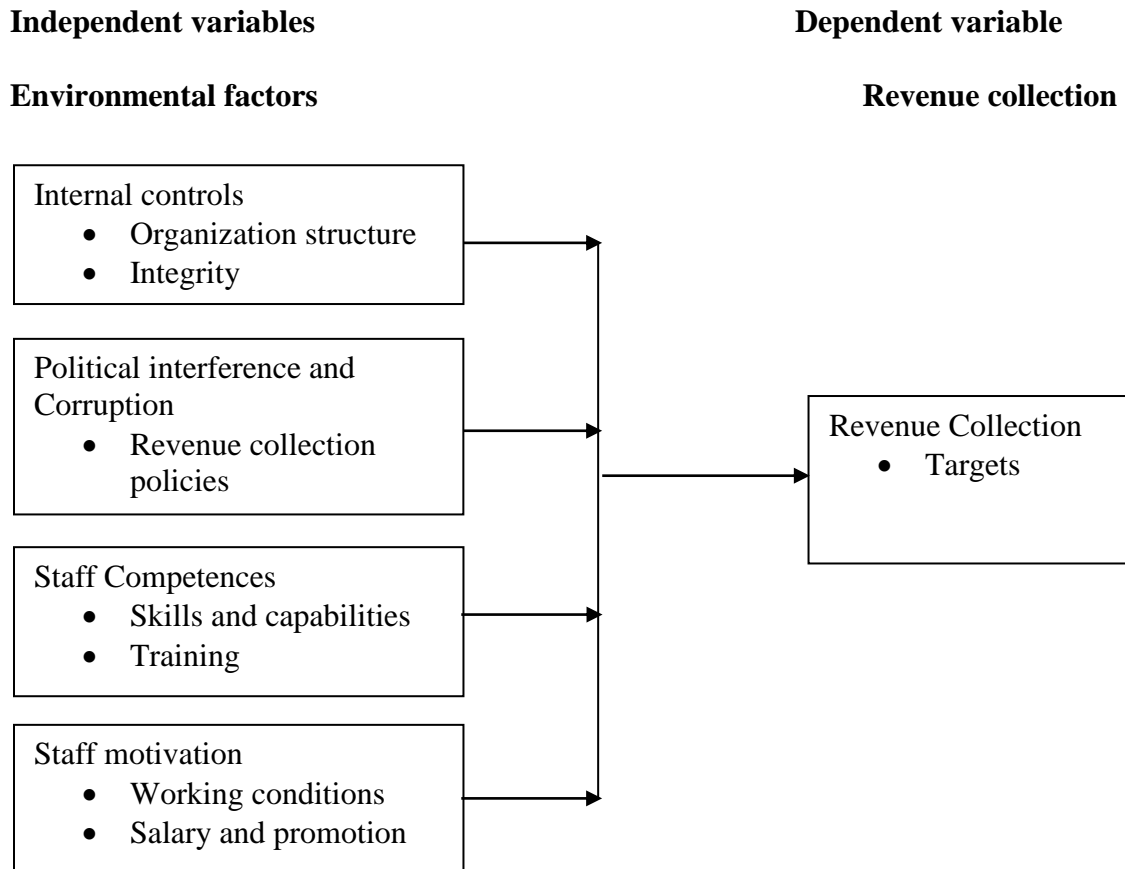 Independent variables
Dependent variable
Environmental factors
Revenue collection
Internal controls
• Organization structure
• Integrity
Political interference and
Corruption
• Revenue collection
policies
Staff Competences
• Skills and capabilities
• Training
Staff motivation
• Working conditions
• Salary and promotion
Revenue Collection
• Targets